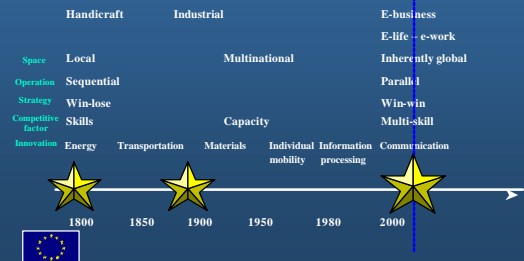 Handicraft Industrial E-business
E-life – e-work
Space Local Multinational Inherently global
Operation Sequential Parallel
Strategy Win-lose Win-win
Competitive factor Skills Capacity Multi-skill
Innovation Energy Transportation Materials Individual mobility Information processing Communication
1800 1850 1900 1950 1980 2000